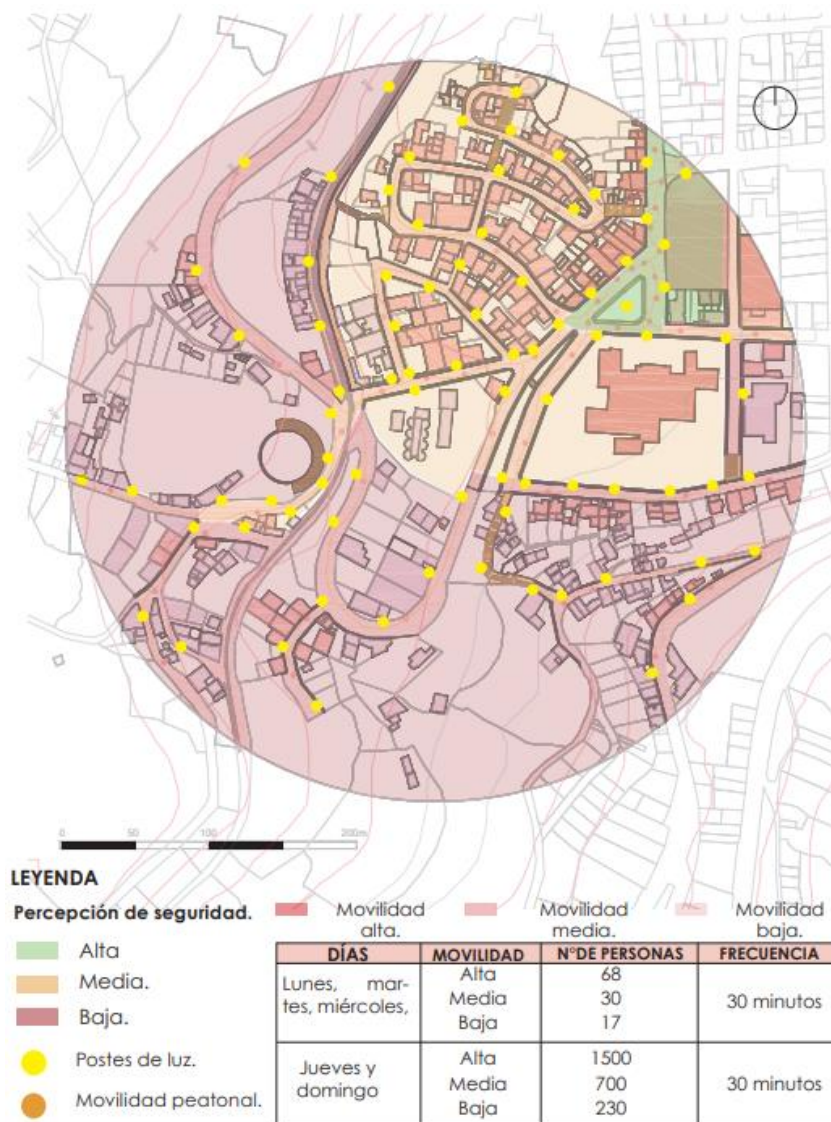 0 50 100 200m
LEYENDA
Percepción de seguridad.
Alta
Media.
Baja.
Postes de luz.
Movilidad peatonal.
Movilidad alta.
Movilidad media.
Movilidad baja.
DÍAS MOVILIDAD N°DE PERSONAS FRECUENCIA
Lunes, mar-
tes, miércoles,
Alta 68
Media 30
Baja 17
30 minutos
Jueves y
domingo
Alta 1500
Media 700
Baja 230
30 minutos